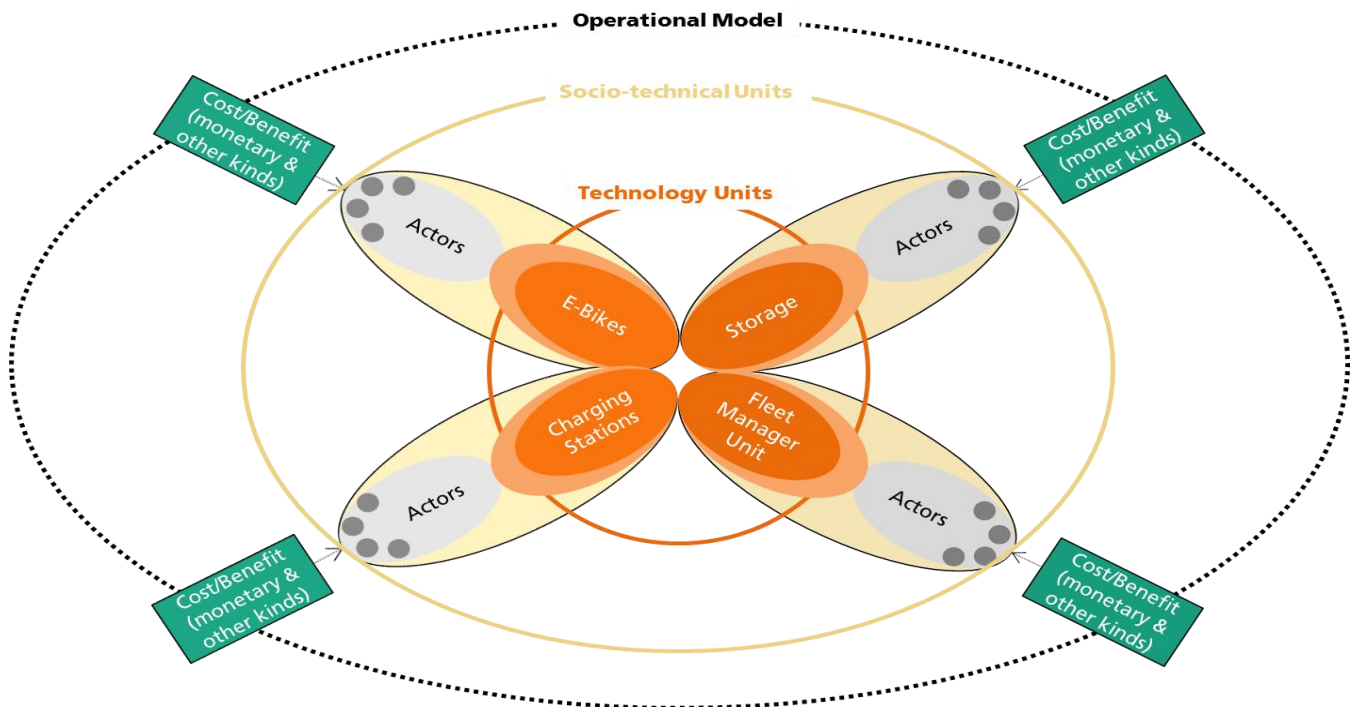 Operational Model
Socio-technical Units
Technology Units
Cost/Benefit
(monetary &
other kinds)
Cost/Benefit
(monetary &
other kinds)
Actors
Actors
E-Bikes
Storage
Charging
Stations
Fleet
Manager
Unit
Actors
Actors
Cost/Benefit
(monetary &
other kinds)
Cost/Benefit
(monetary &
other kinds)